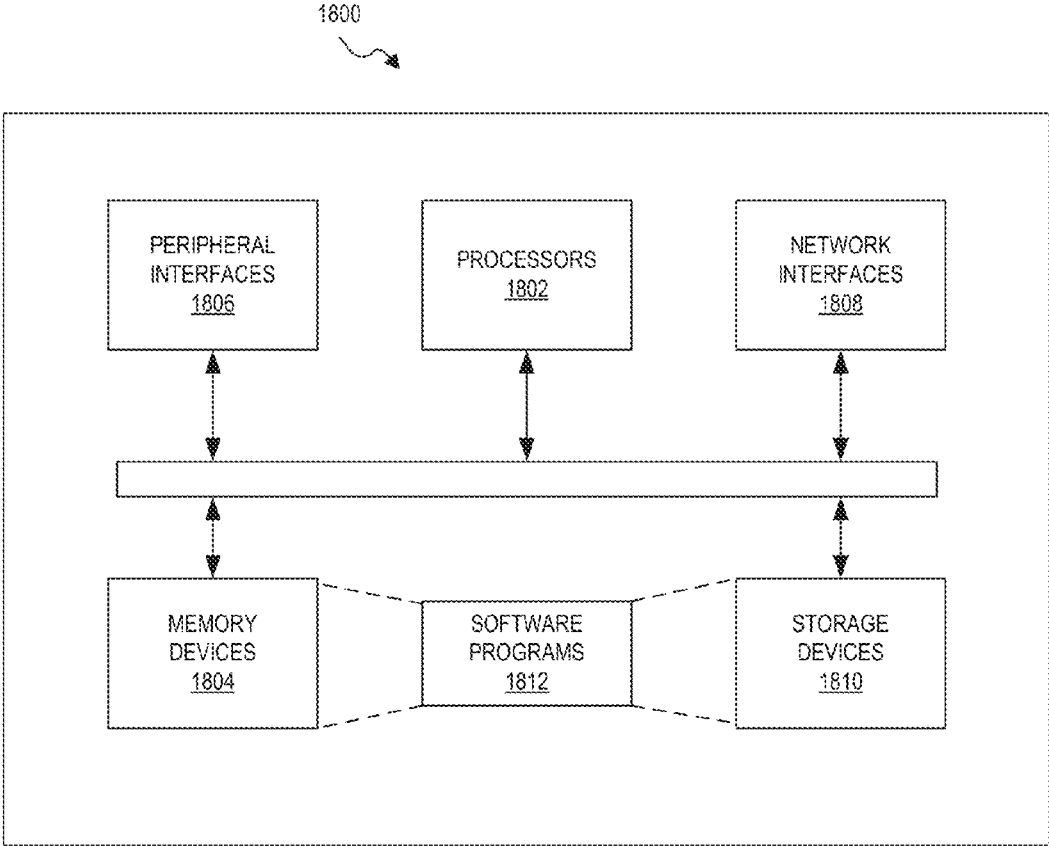 1800
PERIPHERAL
INTERFACES
1806
PROCESSORS
1802
NETWORK
INTERFACES
1808
MEMORY
DEVICES
1804
SOFTWARE
PROGRAMS
1812
STORAGE
DEVICES
1810